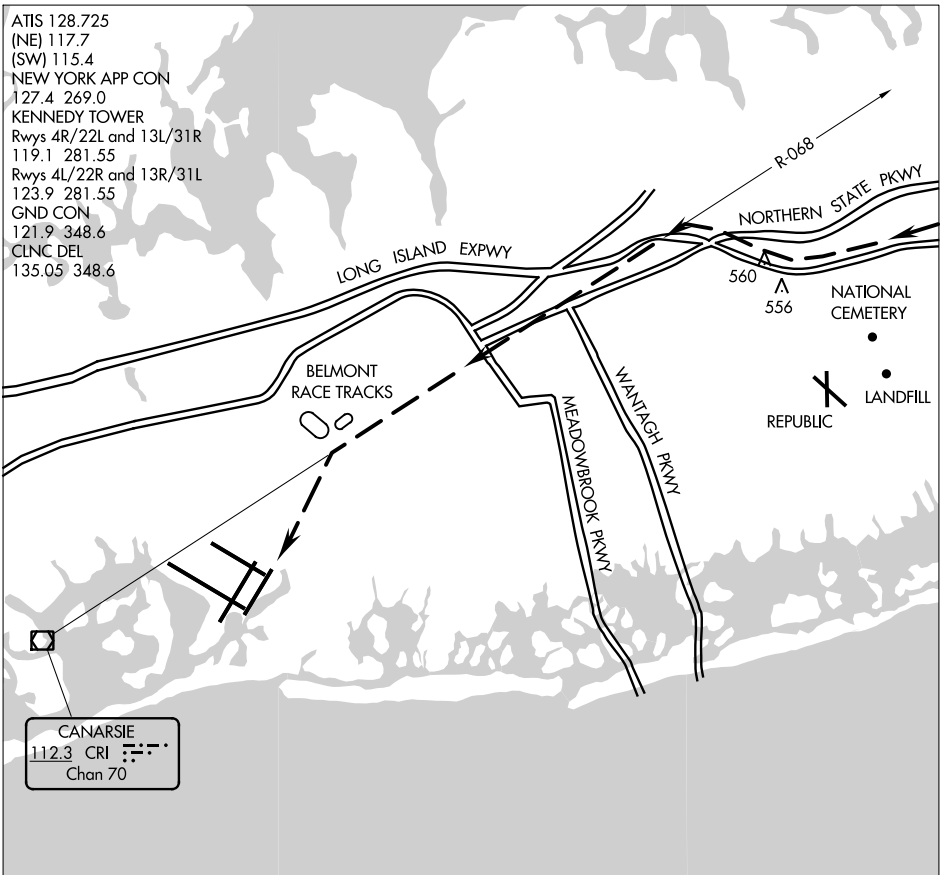 ATIS 128.725
(NE) 117.7
(SW) 115.4
NEW YORK APP CON
127.4 269.0
KENNEDY TOWER
Rwys 4R/22L and 13L/31R
119.1 281.55
Rwys 4L/22R and 13R/31L
123.9 281.55
GND CON
121.9 348.6
CLNC DEL
135.05 348.6
R-068
NORTHERN STATE PKWY
LONG ISLAND EXPWY
560
556
NATIONAL
CEMETERY
LANDFILL
REPUBLIC
BELMONT
RACE TRACKS
WANTAGH PKWY
MEADOWBROOK PKWY
CANARSIE
112.3 CRI
Chan 70